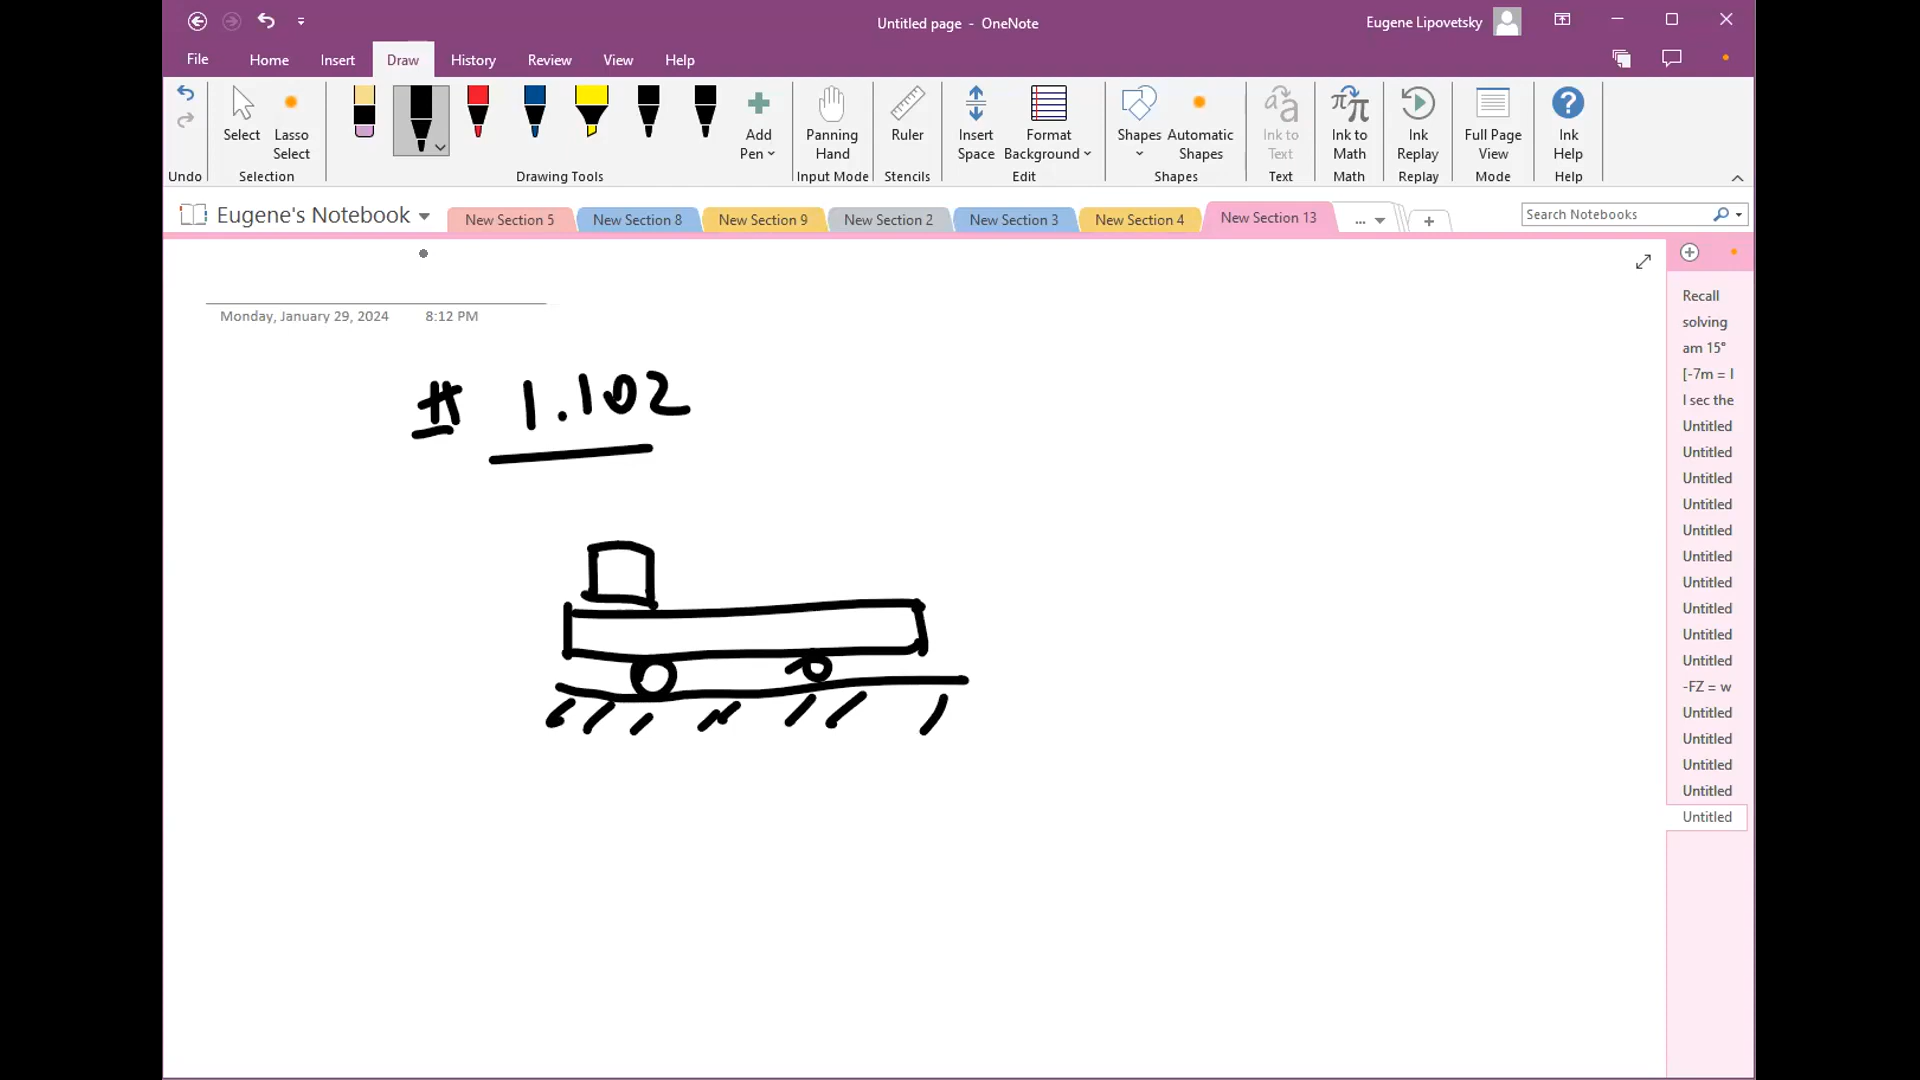 Untitled page - OneNote
Eugene Lipovetsky
File Home Insert Draw History Review View Help
Select
Lasso Select
Add Pen
Panning Hand
Ruler
Insert Space
Format Background
Shapes
Automatic Shapes
Ink to Text
Ink to Math
Ink Replay
Full Page View
Ink Help
Undo Selection Drawing Tools Input Mode Stencils Edit Shapes Text Math Replay Mode Help
Eugene's Notebook
New Section 5 New Section 8 New Section 9 New Section 2 New Section 3 New Section 4 New Section 13 ...
Search Notebooks
Monday, January 29, 2024 8:12 PM
# 1.102
Recall
solving
am 15°
[-7m = I
I sec the
Untitled
Untitled
Untitled
Untitled
Untitled
Untitled
Untitled
Untitled
Untitled
Untitled
-FZ = w
Untitled
Untitled
Untitled
Untitled
Untitled